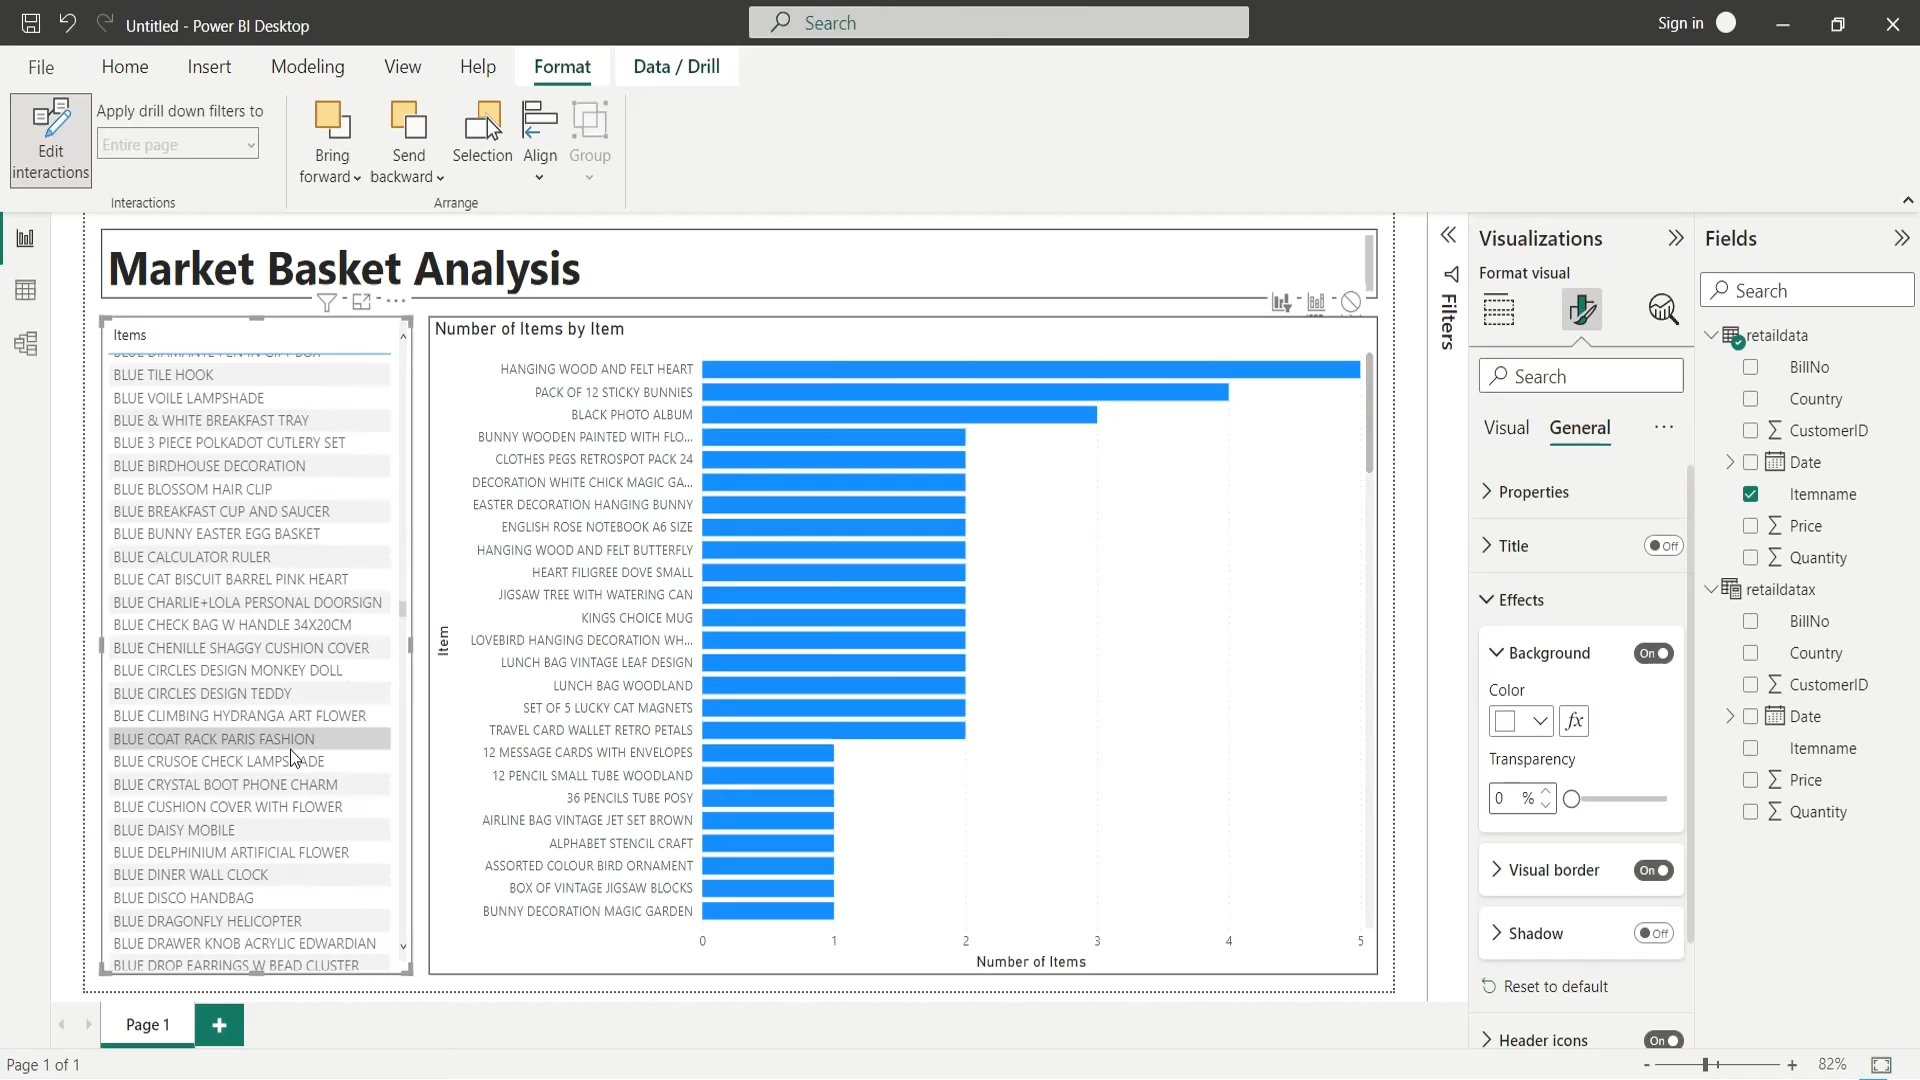 Untitled - Power BI Desktop
Search
Sign in
File
Home
Insert
Modeling
View
Help
Format
Data / Drill
Edit
interactions
Apply drill down filters to
Entire page
Interactions
Bring
forward
Send
backward
Selection
Align
Group
Arrange
Market Basket Analysis
Items
BLUE DIAMANTE PEN IN GIFT BOX
BLUE TILE HOOK
BLUE VOILE LAMPSHADE
BLUE & WHITE BREAKFAST TRAY
BLUE 3 PIECE POLKADOT CUTLERY SET
BLUE BIRDHOUSE DECORATION
BLUE BLOSSOM HAIR CLIP
BLUE BREAKFAST CUP AND SAUCER
BLUE BUNNY EASTER EGG BASKET
BLUE CALCULATOR RULER
BLUE CAT BISCUIT BARREL PINK HEART
BLUE CHARLIE+LOLA PERSONAL DOORSIGN
BLUE CHECK BAG W HANDLE 34X20CM
BLUE CHENILLE SHAGGY CUSHION COVER
BLUE CIRCLES DESIGN MONKEY DOLL
BLUE CIRCLES DESIGN TEDDY
BLUE CLIMBING HYDRANGA ART FLOWER
BLUE COAT RACK PARIS FASHION
BLUE CRUSOE CHECK LAMPSHADE
BLUE CRYSTAL BOOT PHONE CHARM
BLUE CUSHION COVER WITH FLOWER
BLUE DAISY MOBILE
BLUE DELPHINIUM ARTIFICIAL FLOWER
BLUE DINER WALL CLOCK
BLUE DISCO HANDBAG
BLUE DRAGONFLY HELICOPTER
BLUE DRAWER KNOB ACRYLIC EDWARDIAN
BLUE DROP EARRINGS W BEAD CLUSTER
Number of Items by Item
HANGING WOOD AND FELT HEART
PACK OF 12 STICKY BUNNIES
BLACK PHOTO ALBUM
BUNNY WOODEN PAINTED WITH FLO...
CLOTHES PEGS RETROSPOT PACK 24
DECORATION WHITE CHICK MAGIC GA...
EASTER DECORATION HANGING BUNNY
ENGLISH ROSE NOTEBOOK A6 SIZE
HANGING WOOD AND FELT BUTTERFLY
HEART FILIGREE DOVE SMALL
JIGSAW TREE WITH WATERING CAN
KINGS CHOICE MUG
LOVEBIRD HANGING DECORATION WH...
LUNCH BAG VINTAGE LEAF DESIGN
LUNCH BAG WOODLAND
SET OF 5 LUCKY CAT MAGNETS
TRAVEL CARD WALLET RETRO PETALS
12 MESSAGE CARDS WITH ENVELOPES
12 PENCIL SMALL TUBE WOODLAND
36 PENCILS TUBE POSY
AIRLINE BAG VINTAGE JET SET BROWN
ALPHABET STENCIL CRAFT
ASSORTED COLOUR BIRD ORNAMENT
BOX OF VINTAGE JIGSAW BLOCKS
BUNNY DECORATION MAGIC GARDEN
Item
0 1 2 3 4 5
Number of Items
Filters
Visualizations
Format visual
Search
Visual
General
Properties
Title
Off
Effects
Background
On
Color
fx
Transparency
0 %
Visual border
On
Shadow
Off
Reset to default
Header icons
On
Fields
Search
retaildata
BillNo
Country
CustomerID
Date
Itemname
Price
Quantity
retaildatax
BillNo
Country
CustomerID
Date
Itemname
Price
Quantity
Page 1
Page 1 of 1
82%